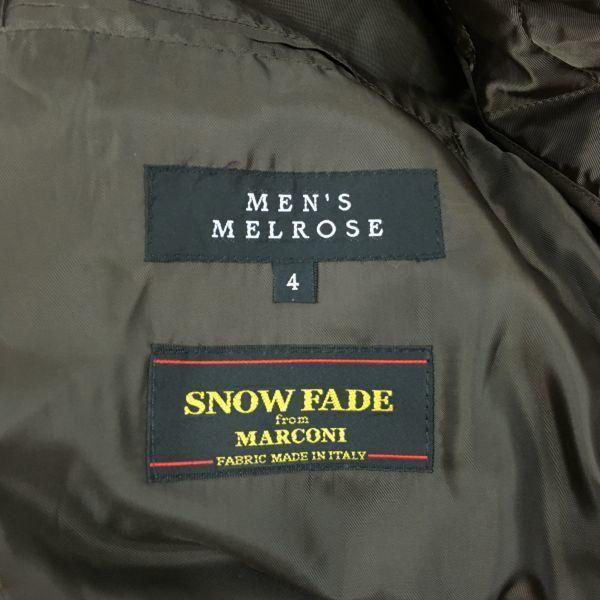 MEN'S
MELROSE
4
SNOW FADE
from
MARCONI
FABRIC MADE IN ITALY